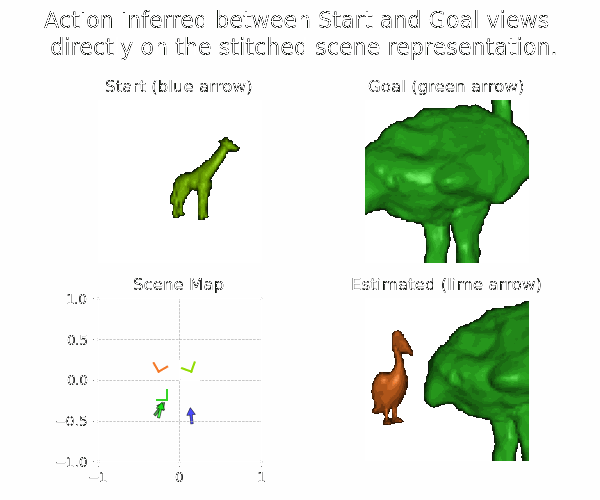 Action inferred between Start and Goal views
directly on the stitched scene representation.
Start (blue arrow)
Goal (green arrow)
Scene Map
Estimated (lime arrow)
1.0
0.5
0.0
−0.5
−1.0
−1
0
1